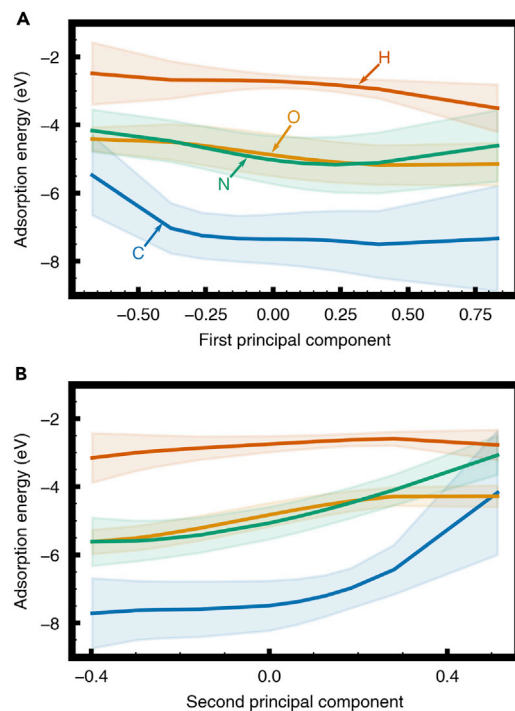 A
Adsorption energy (eV)
−2
−4
−6
−8
H
O
N
C
−0.50
−0.25
0.00
0.25
0.50
0.75
First principal component
B
Adsorption energy (eV)
−2
−4
−6
−8
−0.4
0.0
0.4
Second principal component